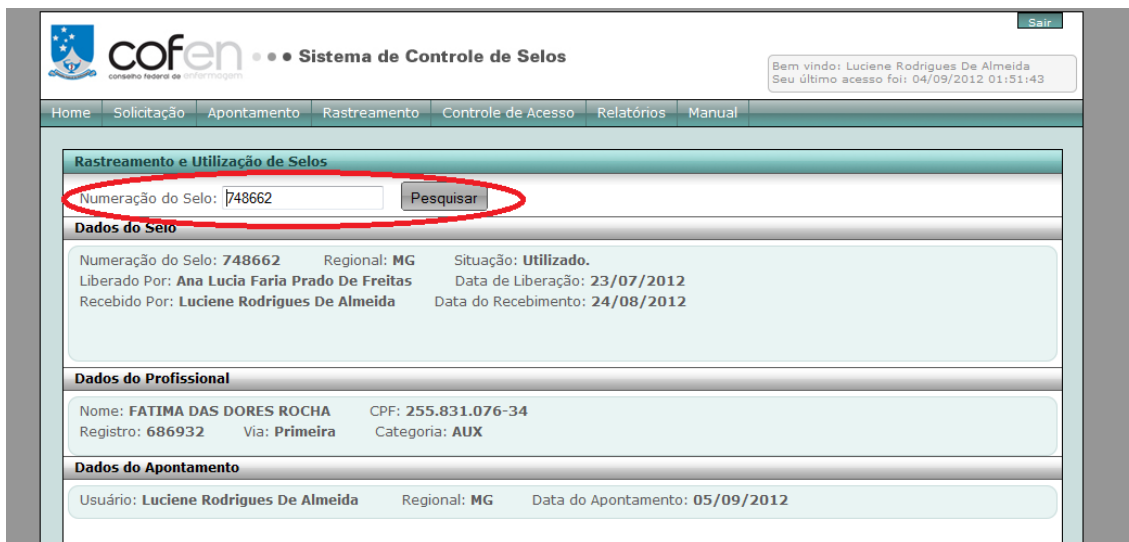 Sair
cofen
conselho federal de enfermagem
Sistema de Controle de Selos
Bem vindo: Luciene Rodrigues De Almeida
Seu último acesso foi: 04/09/2012 01:51:43
Home Solicitação Apontamento Rastreamento Controle de Acesso Relatórios Manual
Rastreamento e Utilização de Selos
Numeração do Selo: 748662 Pesquisar
Dados do Selo
Numeração do Selo: 748662 Regional: MG Situação: Utilizado.
Liberado Por: Ana Lucia Faria Prado De Freitas Data de Liberação: 23/07/2012
Recebido Por: Luciene Rodrigues De Almeida Data do Recebimento: 24/08/2012
Dados do Profissional
Nome: FATIMA DAS DORES ROCHA CPF: 255.831.076-34
Registro: 686932 Via: Primeira Categoria: AUX
Dados do Apontamento
Usuário: Luciene Rodrigues De Almeida Regional: MG Data do Apontamento: 05/09/2012